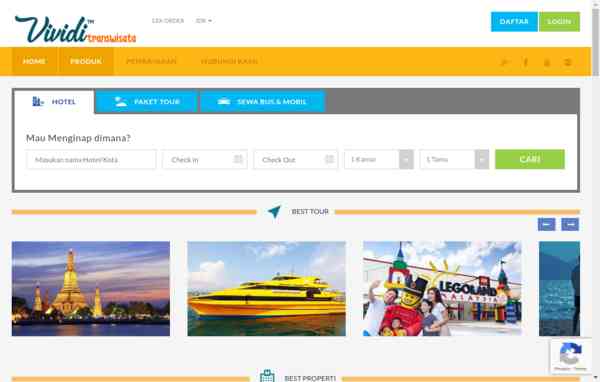 Vividi™
transwisata
CEK ORDER
IDR
DAFTAR
LOGIN
HOME
PRODUK
PEMBAYARAN
HUBUNGI KAMI
HOTEL
PAKET TOUR
SEWA BUS & MOBIL
Mau Menginap dimana?
Masukan nama Hotel/Kota
Check In
Check Out
1 Kamar
1 Tamu
CARI
BEST TOUR
LEGOLAND
MALAYSIA
BEST PROPERTI